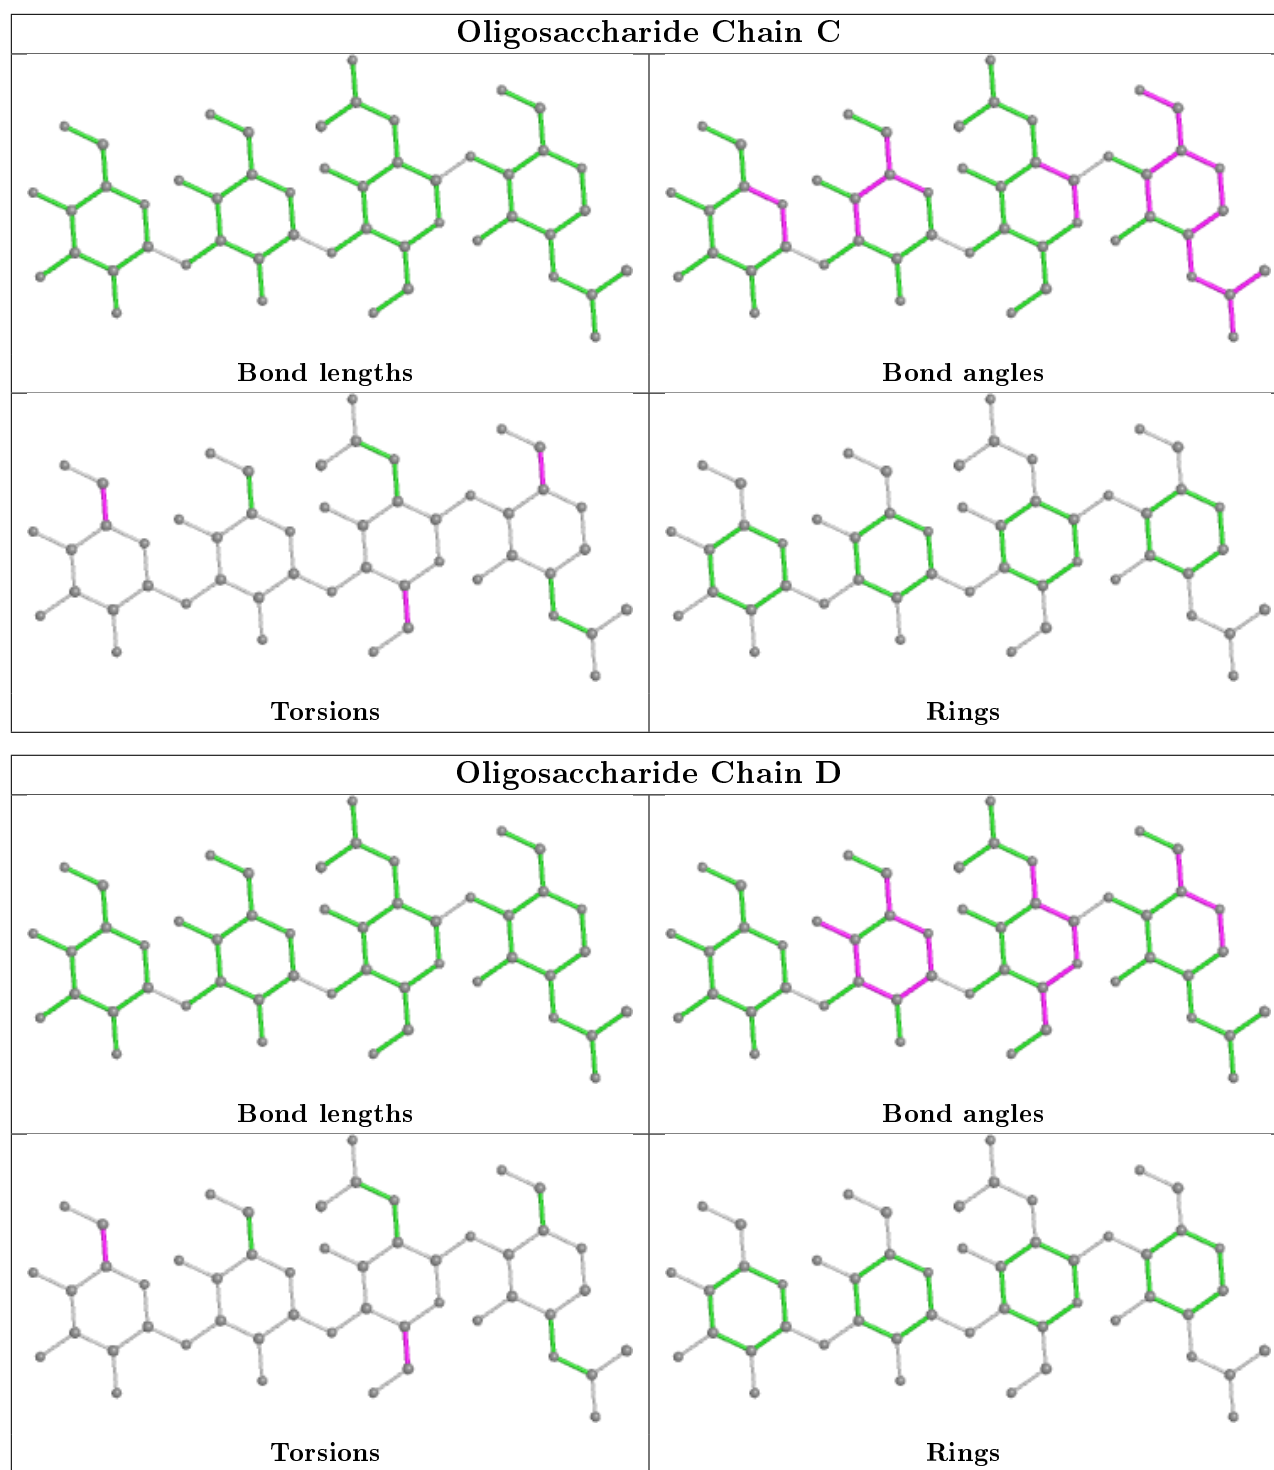 Oligosaccharide Chain C
Bond lengths
Bond angles
Torsions
Rings
Oligosaccharide Chain D
Bond lengths
Bond angles
Torsions
Rings